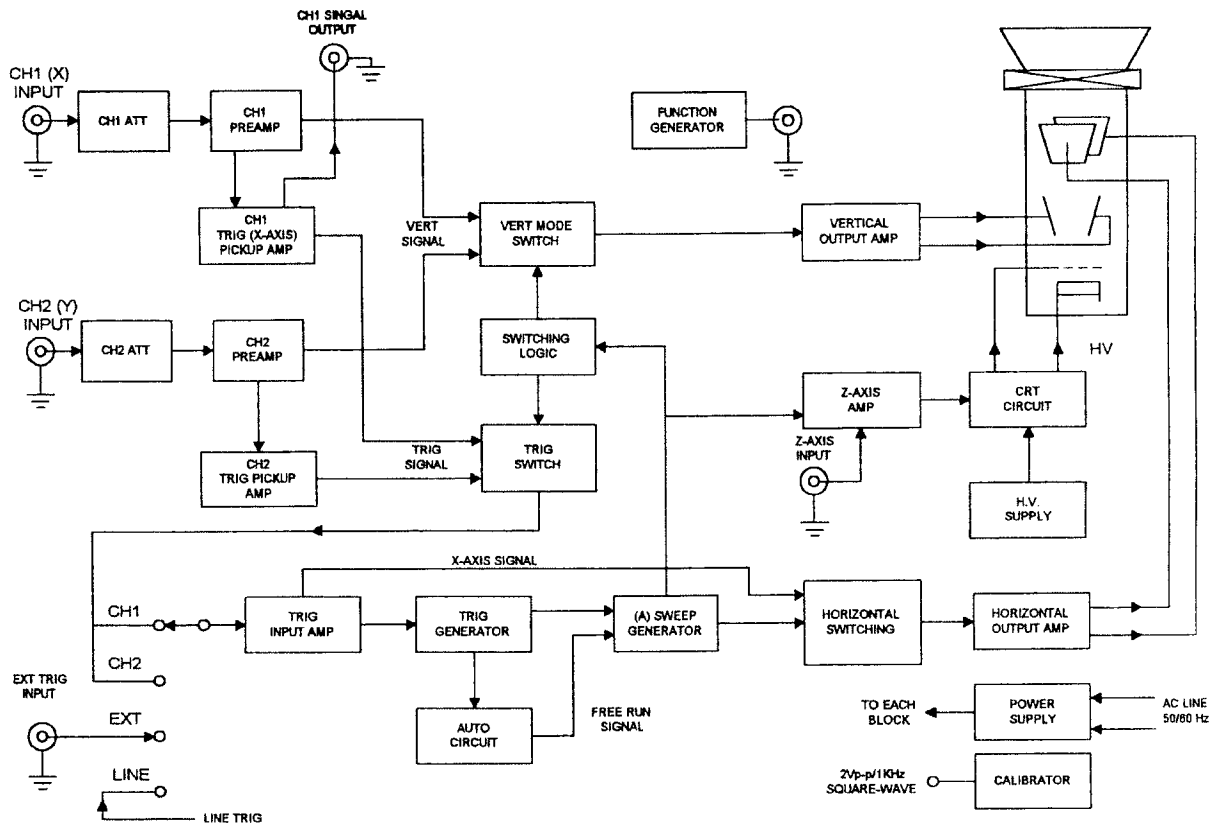 CH1 SINGAL
OUTPUT
CH1 (X)
INPUT
CH1 ATT
CH1
PREAMP
FUNCTION
GENERATOR
CH1
TRIG (X-AXIS)
PICKUP AMP
VERT
SIGNAL
VERT MODE
SWITCH
VERTICAL
OUTPUT AMP
CH2 (Y)
INPUT
CH2 ATT
CH2
PREAMP
SWITCHING
LOGIC
HV
Z-AXIS
AMP
CRT
CIRCUIT
CH2
TRIG PICKUP
AMP
TRIG
SIGNAL
TRIG
SWITCH
Z-AXIS
INPUT
H.V.
SUPPLY
X-AXIS SIGNAL
CH1
TRIG
INPUT AMP
TRIG
GENERATOR
(A) SWEEP
GENERATOR
HORIZONTAL
SWITCHING
HORIZONTAL
OUTPUT AMP
CH2
EXT TRIG
INPUT
EXT
AUTO
CIRCUIT
FREE RUN
SIGNAL
TO EACH
BLOCK
POWER
SUPPLY
AC LINE
50/60 Hz
LINE
LINE TRIG
2Vp-p/1KHz
SQUARE-WAVE
CALIBRATOR